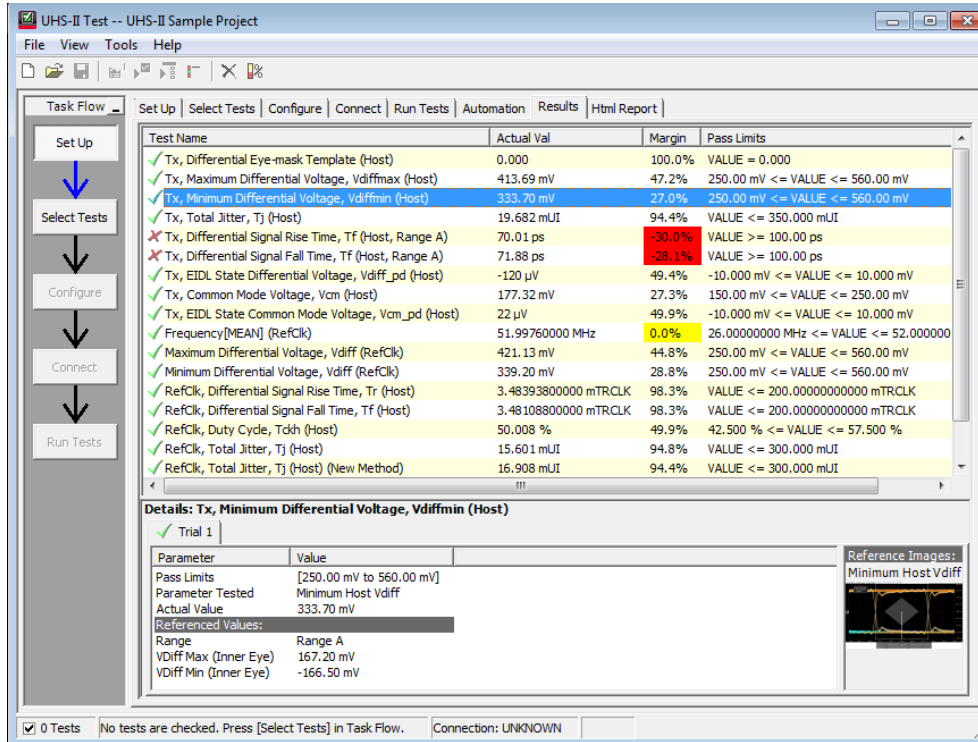 UHS-II Test -- UHS-II Sample Project
File View Tools Help
Task Flow
Set Up
Select Tests
Configure
Connect
Run Tests
Set Up Select Tests Configure Connect Run Tests Automation Results Html Report
Test Name Actual Val Margin Pass Limits
Tx, Differential Eye-mask Template (Host) 0.000 100.0% VALUE = 0.000
Tx, Maximum Differential Voltage, Vdiffmax (Host) 413.69 mV 47.2% 250.00 mV <= VALUE <= 560.00 mV
Tx, Minimum Differential Voltage, Vdiffmin (Host) 333.70 mV 27.0% 250.00 mV <= VALUE <= 560.00 mV
Tx, Total Jitter, Tj (Host) 19.682 mUI 94.4% VALUE <= 350.000 mUI
Tx, Differential Signal Rise Time, Tf (Host, Range A) 70.01 ps -30.0% VALUE >= 100.00 ps
Tx, Differential Signal Fall Time, Tf (Host, Range A) 71.88 ps -28.1% VALUE >= 100.00 ps
Tx, EIDL State Differential Voltage, Vdiff_pd (Host) -120 µV 49.4% -10.000 mV <= VALUE <= 10.000 mV
Tx, Common Mode Voltage, Vcm (Host) 177.32 mV 27.3% 150.00 mV <= VALUE <= 250.00 mV
Tx, EIDL State Common Mode Voltage, Vcm_pd (Host) 22 µV 49.9% -10.000 mV <= VALUE <= 10.000 mV
Frequency[MEAN] (RefClk) 51.99760000 MHz 0.0% 26.00000000 MHz <= VALUE <= 52.000000
Maximum Differential Voltage, Vdiff (RefClk) 421.13 mV 44.8% 250.00 mV <= VALUE <= 560.00 mV
Minimum Differential Voltage, Vdiff (RefClk) 339.20 mV 28.8% 250.00 mV <= VALUE <= 560.00 mV
RefClk, Differential Signal Rise Time, Tr (Host) 3.48393800000 mTRCLK 98.3% VALUE <= 200.00000000000 mTRCLK
RefClk, Differential Signal Fall Time, Tf (Host) 3.48108800000 mTRCLK 98.3% VALUE <= 200.00000000000 mTRCLK
RefClk, Duty Cycle, Tckh (Host) 50.008 % 49.9% 42.500 % <= VALUE <= 57.500 %
RefClk, Total Jitter, Tj (Host) 15.601 mUI 94.8% VALUE <= 300.000 mUI
RefClk, Total Jitter, Tj (Host) (New Method) 16.908 mUI 94.4% VALUE <= 300.000 mUI
Details: Tx, Minimum Differential Voltage, Vdiffmin (Host)
Trial 1
Parameter Value
Pass Limits [250.00 mV to 560.00 mV]
Parameter Tested Minimum Host Vdiff
Actual Value 333.70 mV
Referenced Values:
Range Range A
VDiff Max (Inner Eye) 167.20 mV
VDiff Min (Inner Eye) -166.50 mV
Reference Images:
Minimum Host Vdiff
0 Tests No tests are checked. Press [Select Tests] in Task Flow. Connection: UNKNOWN